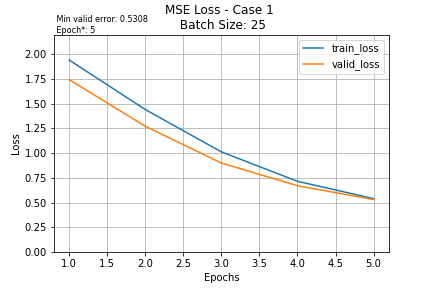 MSE Loss - Case 1
Batch Size: 25
Min valid error: 0.5308
Epoch*: 5
train_loss
valid_loss
Loss
2.00
1.75
1.50
1.25
1.00
0.75
0.50
0.25
0.00
1.0 1.5 2.0 2.5 3.0 3.5 4.0 4.5 5.0
Epochs